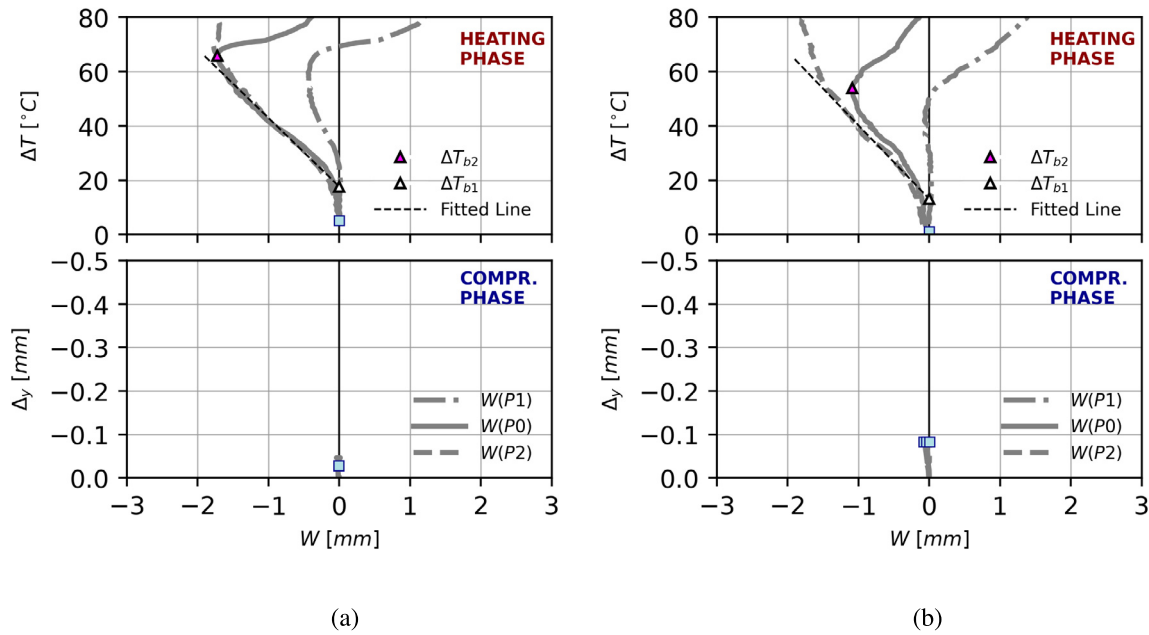 80
60
40
20
0
ΔT [°C]
HEATING
PHASE
ΔT_b2
ΔT_b1
Fitted Line
−0.5
−0.4
−0.3
−0.2
−0.1
0.0
Δ_y [mm]
COMPR.
PHASE
W(P1)
W(P0)
W(P2)
−3 −2 −1 0 1 2 3
W [mm]
(a)
80
60
40
20
0
ΔT [°C]
HEATING
PHASE
ΔT_b2
ΔT_b1
Fitted Line
−0.5
−0.4
−0.3
−0.2
−0.1
0.0
Δ_y [mm]
COMPR.
PHASE
W(P1)
W(P0)
W(P2)
−3 −2 −1 0 1 2 3
W [mm]
(b)